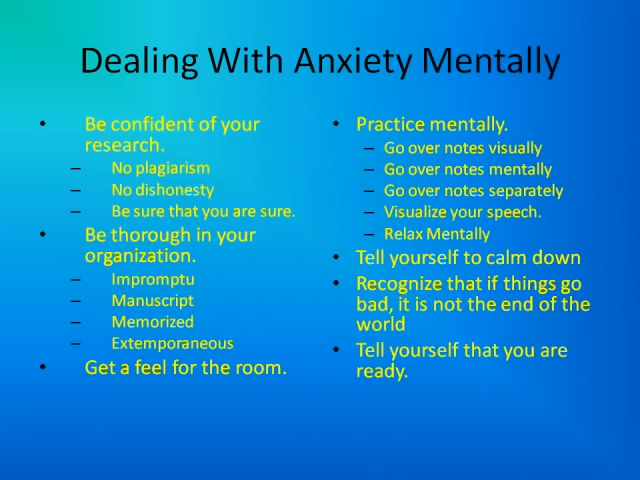 Dealing With Anxiety Mentally
• Be confident of your
research.
– No plagiarism
– No dishonesty
– Be sure that you are sure.
• Be thorough in your
organization.
– Impromptu
– Manuscript
– Memorized
– Extemporaneous
• Get a feel for the room.
• Practice mentally.
– Go over notes visually
– Go over notes mentally
– Go over notes separately
– Visualize your speech.
– Relax Mentally
• Tell yourself to calm down
• Recognize that if things go
bad, it is not the end of the
world
• Tell yourself that you are
ready.